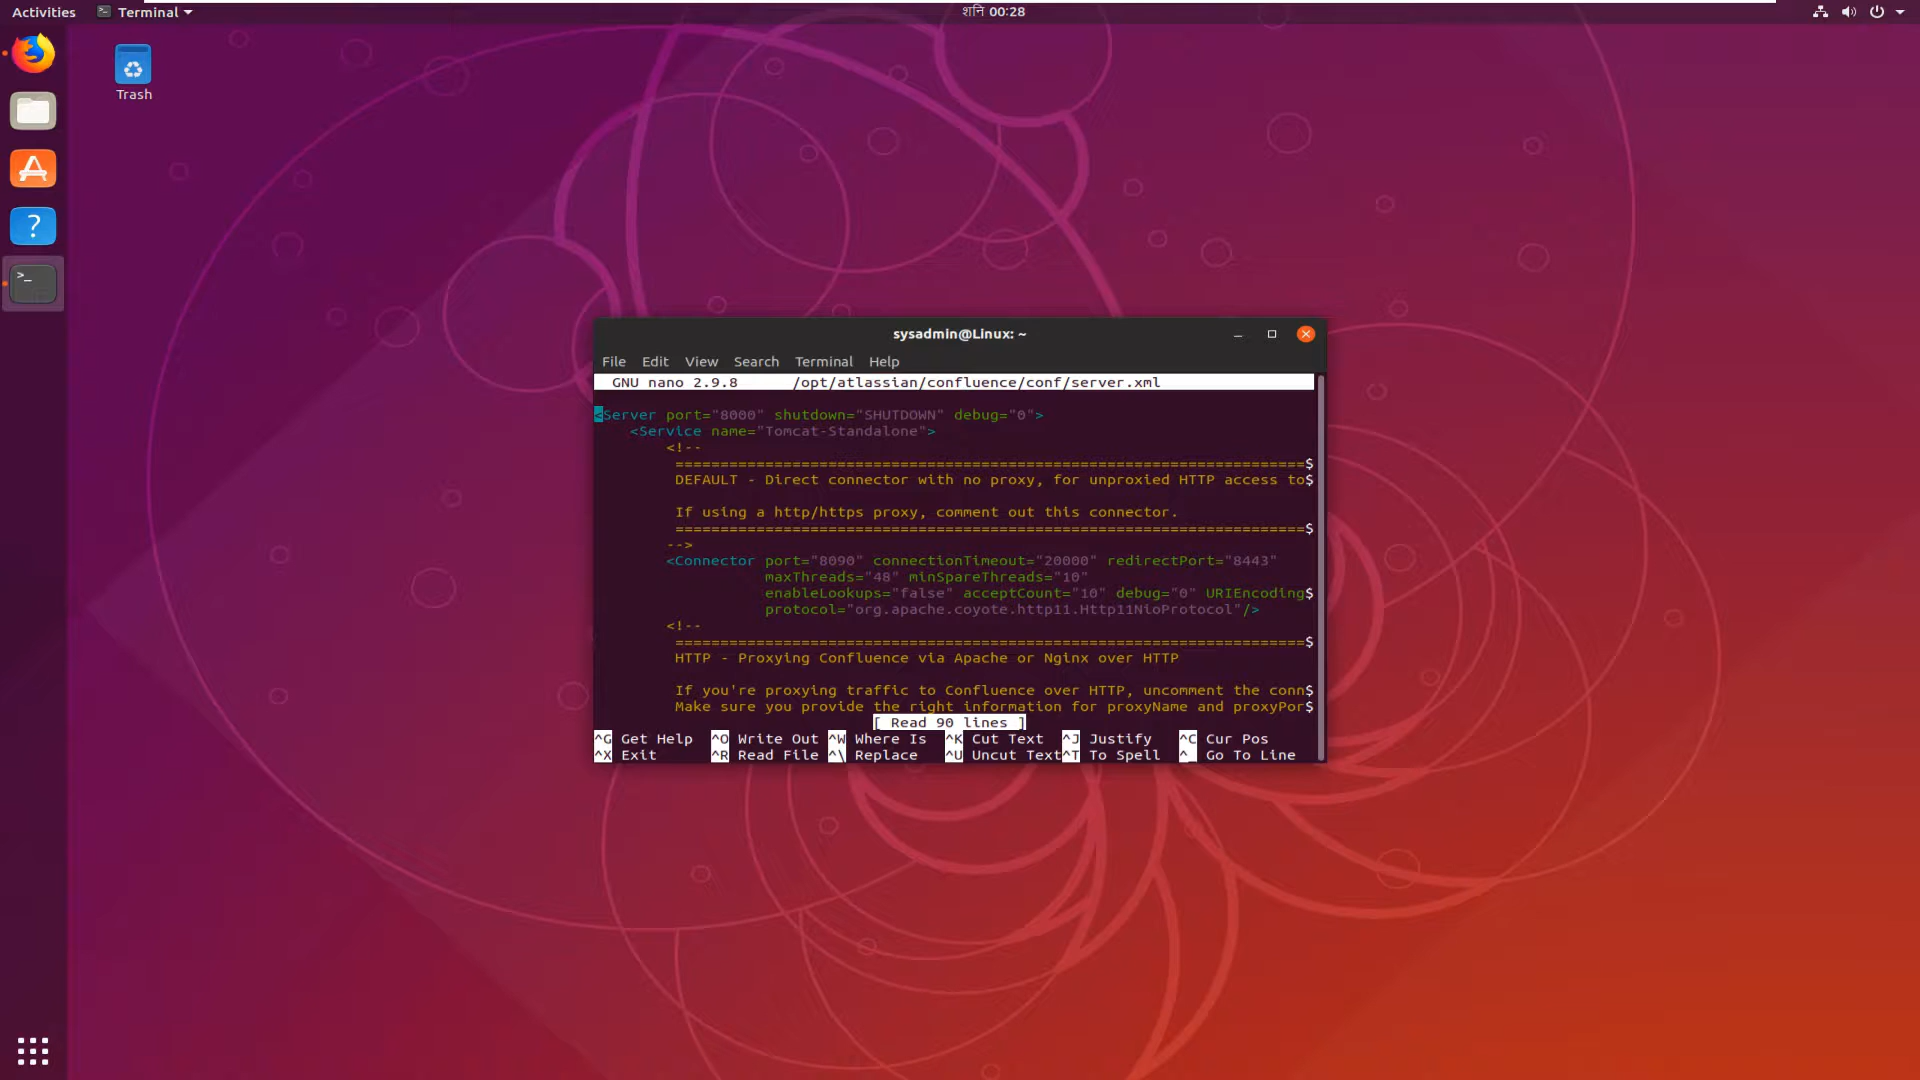 Activities
Terminal
शनि 00:28
Trash
sysadmin@Linux: ~
File Edit View Search Terminal Help
GNU nano 2.9.8 /opt/atlassian/confluence/conf/server.xml
<Server port="8000" shutdown="SHUTDOWN" debug="0">
<Service name="Tomcat-Standalone">
<!--
======================================================================$
DEFAULT - Direct connector with no proxy, for unproxied HTTP access to$
If using a http/https proxy, comment out this connector.
======================================================================$
-->
<Connector port="8090" connectionTimeout="20000" redirectPort="8443"
maxThreads="48" minSpareThreads="10"
enableLookups="false" acceptCount="10" debug="0" URIEncoding$
protocol="org.apache.coyote.http11.Http11NioProtocol"/>
<!--
======================================================================$
HTTP - Proxying Confluence via Apache or Nginx over HTTP
If you're proxying traffic to Confluence over HTTP, uncomment the conn$
Make sure you provide the right information for proxyName and proxyPor$
[ Read 90 lines ]
^G Get Help ^O Write Out ^W Where Is ^K Cut Text ^J Justify ^C Cur Pos
^X Exit ^R Read File ^\ Replace ^U Uncut Text ^T To Spell ^_ Go To Line